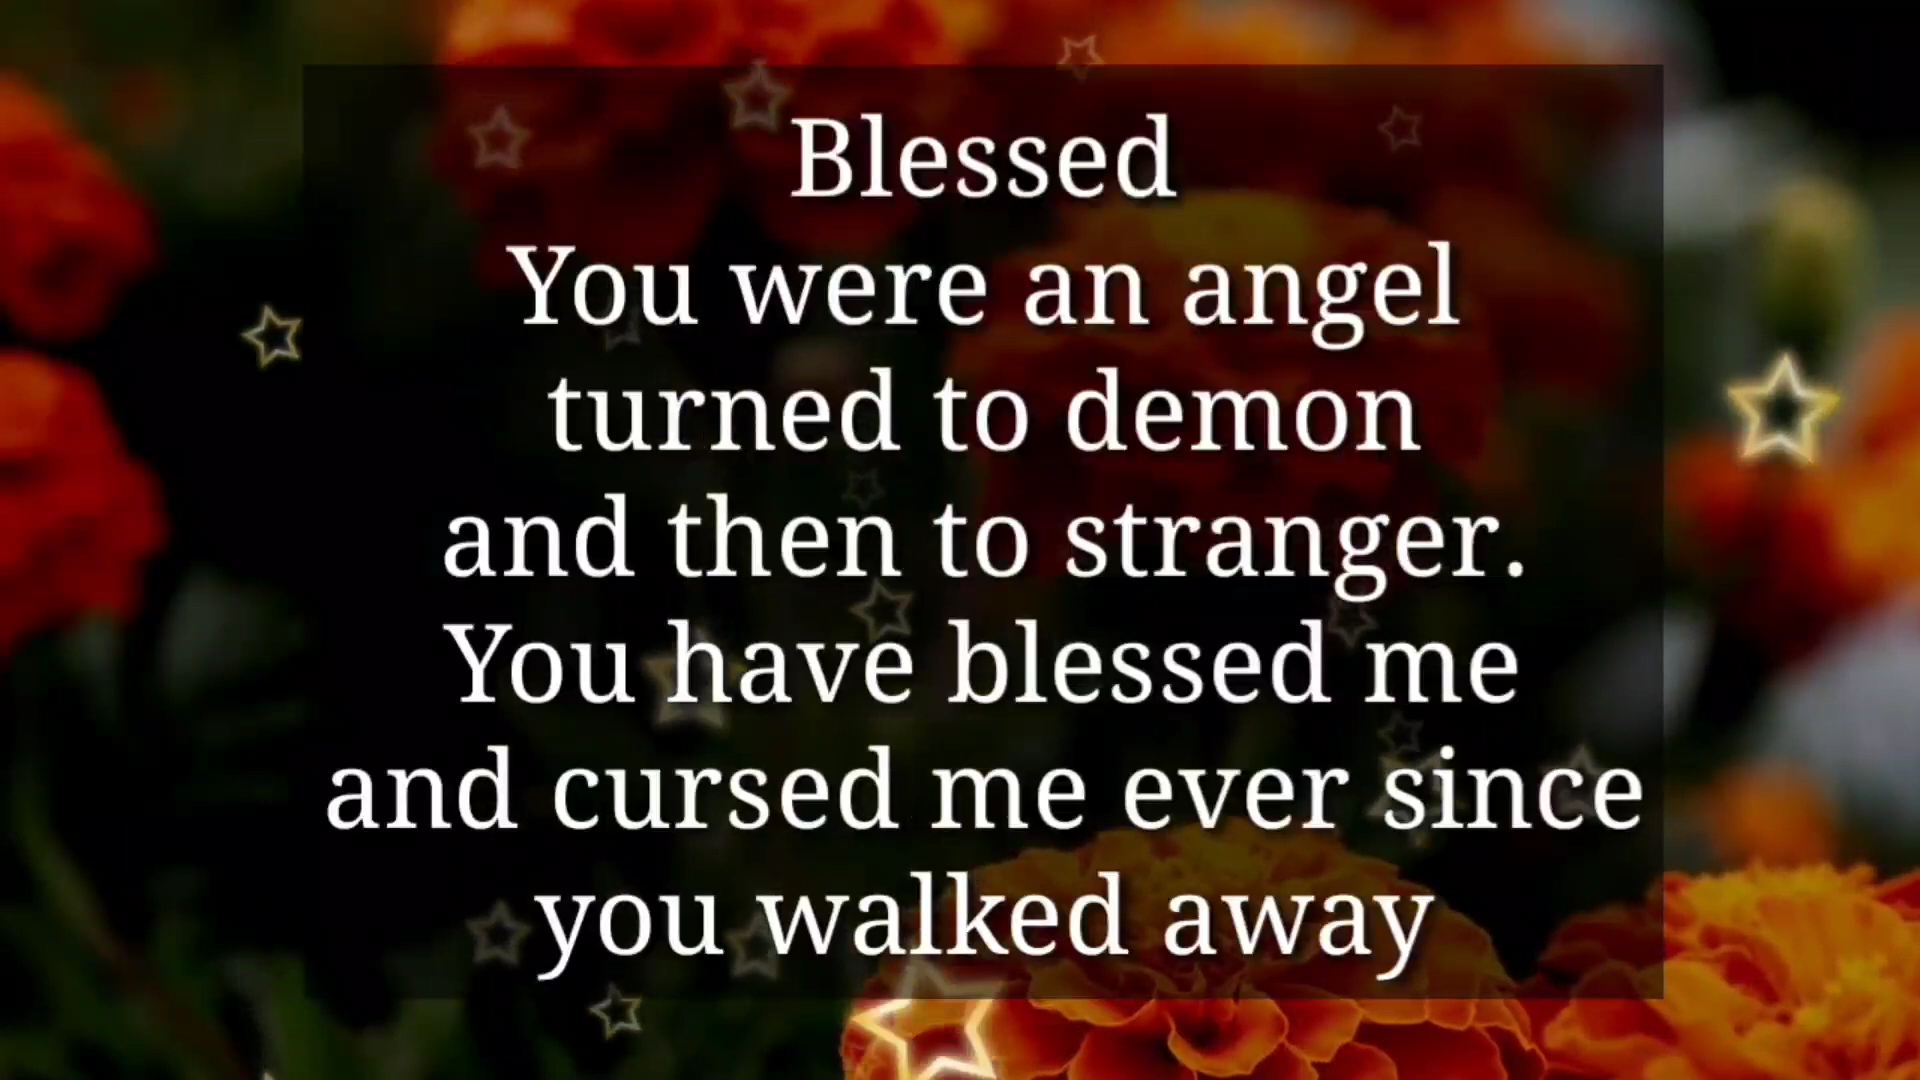 Blessed
You were an angel
turned to demon
and then to stranger.
You have blessed me
and cursed me ever since
you walked away